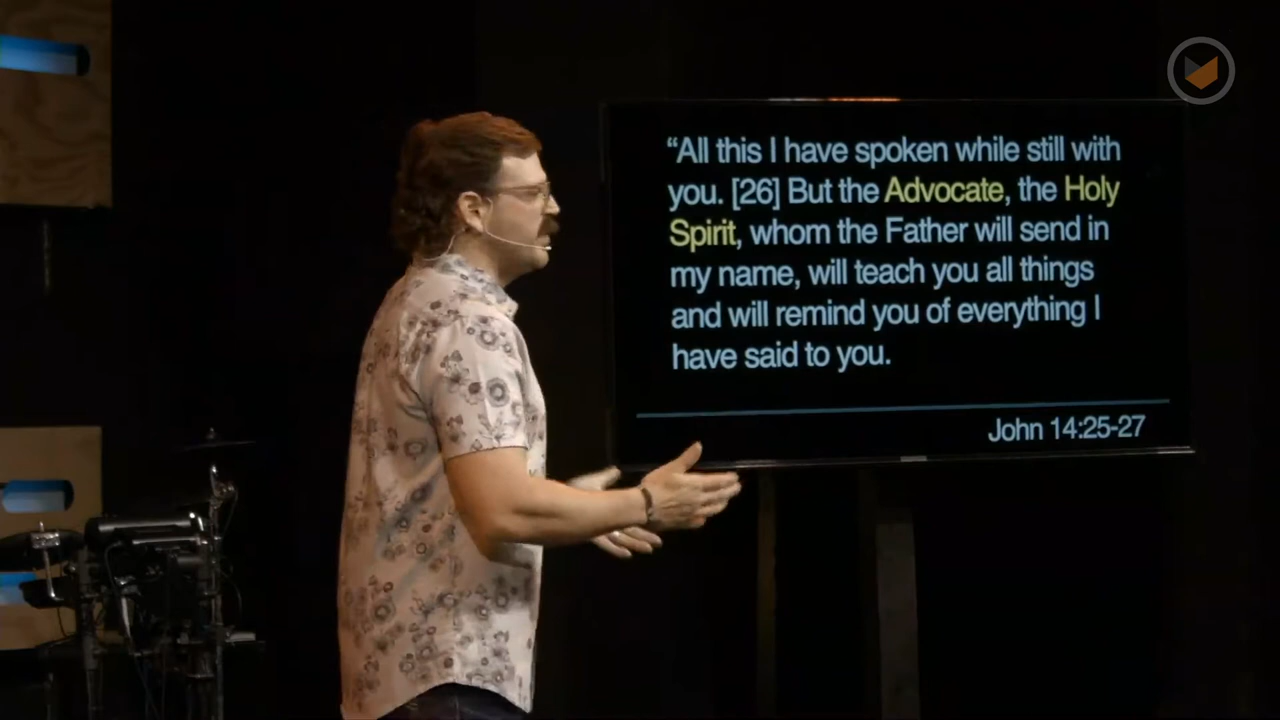 “All this I have spoken while still with
you. [26] But the Advocate, the Holy
Spirit, whom the Father will send in
my name, will teach you all things
and will remind you of everything I
have said to you.
John 14:25-27